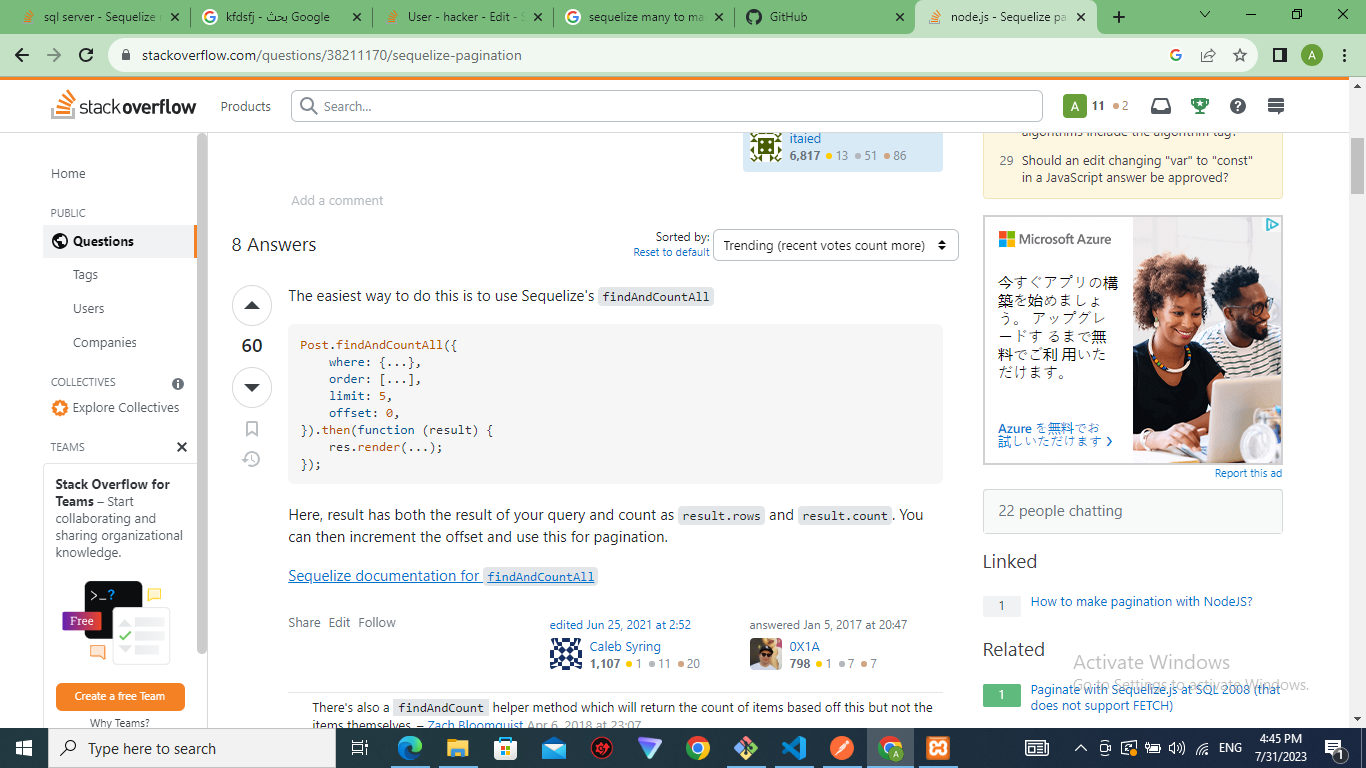 sql server - Sequelize
kfdsfj - بحث Google
User - hacker - Edit - S
sequelize many to ma
GitHub
node.js - Sequelize pa
stackoverflow.com/questions/38211170/sequelize-pagination
A
stackoverflow
Products
Search...
A 11 2
itaied
6,817 13 51 86
algorithms include the algorithm tag?
29 Should an edit changing "var" to "const"
in a JavaScript answer be approved?
Home
PUBLIC
Questions
Tags
Users
Companies
COLLECTIVES
Explore Collectives
TEAMS
Stack Overflow for
Teams – Start
collaborating and
sharing organizational
knowledge.
>_?
Free
Create a free Team
Why Teams?
Add a comment
8 Answers
Sorted by:
Reset to default
Trending (recent votes count more)
60
The easiest way to do this is to use Sequelize's findAndCountAll
Post.findAndCountAll({
where: {...},
order: [...],
limit: 5,
offset: 0,
}).then(function (result) {
res.render(...);
});
Here, result has both the result of your query and count as result.rows and result.count. You
can then increment the offset and use this for pagination.
Sequelize documentation for findAndCountAll
Share Edit Follow
edited Jun 25, 2021 at 2:52
Caleb Syring
1,107 1 11 20
answered Jan 5, 2017 at 20:47
0X1A
798 1 7 7
There's also a findAndCount helper method which will return the count of items based off this but not the
items themselves. – Zach Bloomquist Apr 6, 2018 at 23:07
Microsoft Azure
今すぐアプリの構
築を始めましょ
う。 アップグレ
ードす るまで無
料でご利 用いた
だけます。
Azure を無料でお
試しいただけます
Report this ad
22 people chatting
Linked
1 How to make pagination with NodeJS?
Related
1 Paginate with Sequelize.js at SQL 2008 (that
does not support FETCH)
Activate Windows
Go to Settings to activate Windows.
Type here to search
A
ENG
4:45 PM
7/31/2023
1